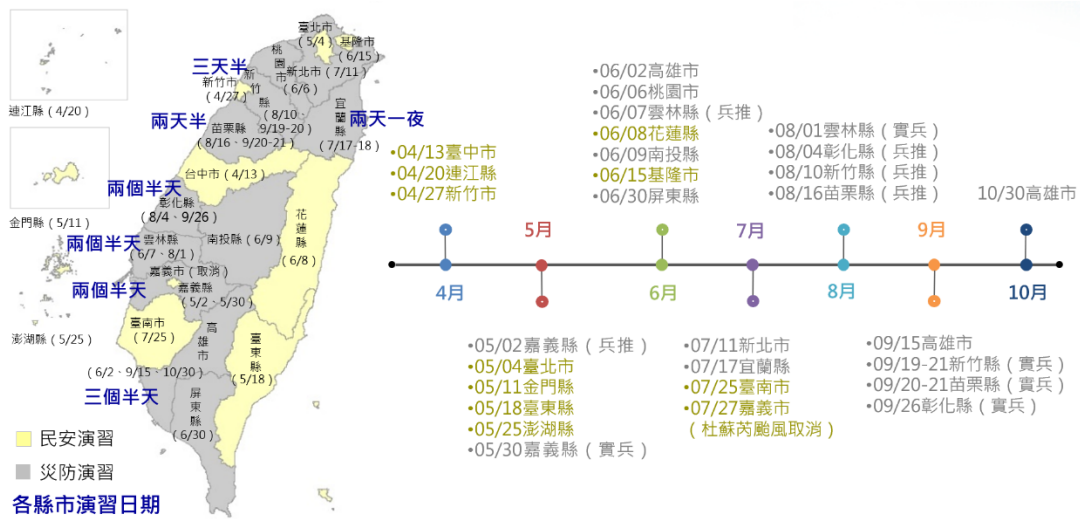 臺北市
(5/4)
基隆市
(6/15)
桃園市
(6/6)
新北市
(7/11)
三天半
新竹市
(4/27)
新竹縣
(8/10、
9/19-20)
連江縣 (4/20)
兩天半
苗栗縣
(8/16、9/20-21)
宜蘭縣
(7/17-18)
兩天一夜
台中市 (4/13)
兩個半天
彰化縣
(8/4、9/26)
花蓮縣
(6/8)
金門縣 (5/11)
兩個半天
雲林縣
(6/7、8/1)
南投縣 (6/9)
嘉義市 (取消)
兩個半天
嘉義縣
(5/2、5/30)
澎湖縣 (5/25)
臺南市
(7/25)
高雄市
(6/2、9/15、10/30)
臺東縣
(5/18)
三個半天
屏東縣
(6/30)
民安演習
災防演習
各縣市演習日期
•04/13臺中市
•04/20連江縣
•04/27新竹市
•06/02高雄市
•06/06桃園市
•06/07雲林縣 (兵推)
•06/08花蓮縣
•06/09南投縣
•06/15基隆市
•06/30屏東縣
•08/01雲林縣 (實兵)
•08/04彰化縣 (兵推)
•08/10新竹縣 (兵推)
•08/16苗栗縣 (兵推)
10/30高雄市
5月
7月
9月
4月
6月
8月
10月
•05/02嘉義縣 (兵推)
•05/04臺北市
•05/11金門縣
•05/18臺東縣
•05/25澎湖縣
•05/30嘉義縣 (實兵)
•07/11新北市
•07/17宜蘭縣
•07/25臺南市
•07/27嘉義市
(杜蘇芮颱風取消)
•09/15高雄市
•09/19-21新竹縣 (實兵)
•09/20-21苗栗縣 (實兵)
•09/26彰化縣 (實兵)